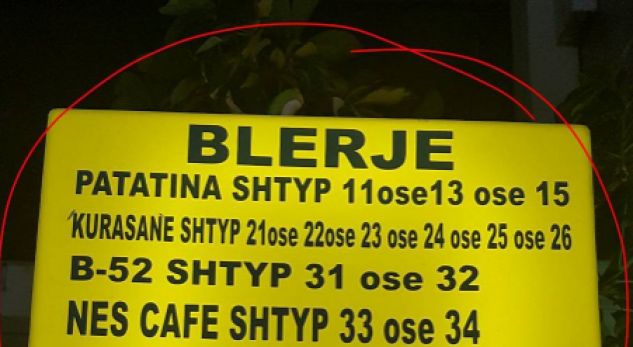 BLERJE
PATATINA SHTYP 11ose13 ose 15
KURASANE SHTYP 21ose 22ose 23 ose 24 ose 25 ose 26
B-52 SHTYP 31 ose 32
NES CAFE SHTYP 33 ose 34